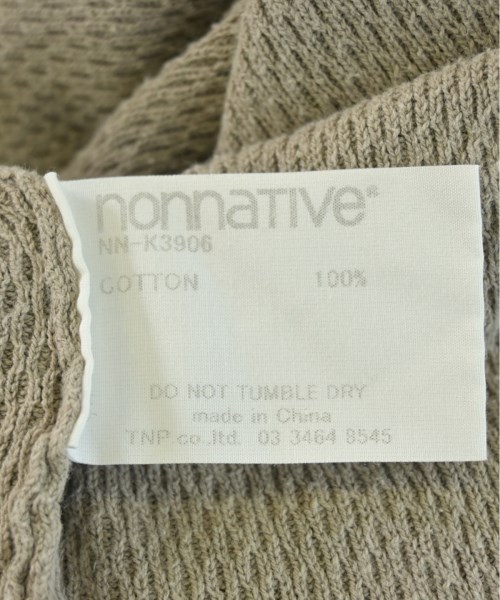 nonnative®
NN-K3906
COTTON 100%
DO NOT TUMBLE DRY
made in China
TNP co.,ltd. 03 3464 8545